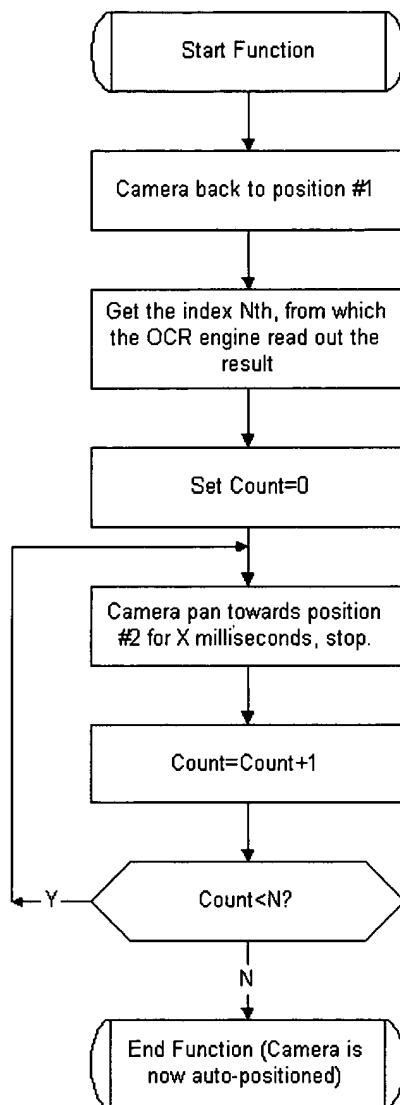 Start Function
Camera back to position #1
Get the index Nth, from which
the OCR engine read out the
result
Set Count=0
Camera pan towards position
#2 for X milliseconds, stop.
Count=Count+1
Count<N?
Y
N
End Function (Camera is
now auto-positioned)